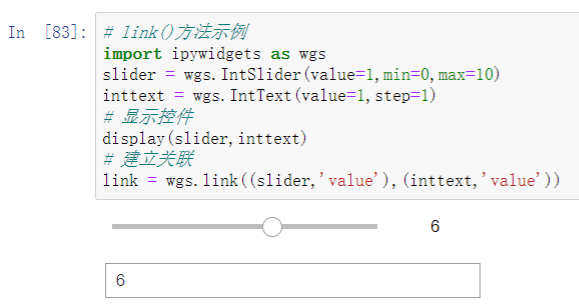 In [83]: # link()方法示例
import ipywidgets as wgs
slider = wgs.IntSlider(value=1,min=0,max=10)
inttext = wgs.IntText(value=1,step=1)
# 显示控件
display(slider,inttext)
# 建立关联
link = wgs.link((slider,'value'),(inttext,'value'))
6
6